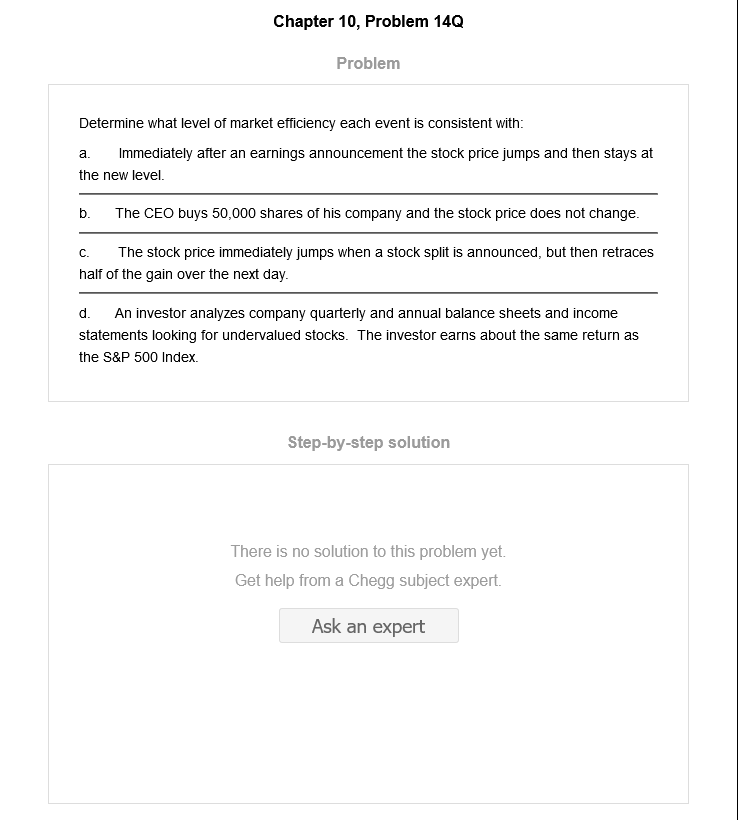 Chapter 10, Problem 14Q
Problem
Determine what level of market efficiency each event is consistent with:
a. Immediately after an earnings announcement the stock price jumps and then stays at
the new level.
b. The CEO buys 50,000 shares of his company and the stock price does not change.
c. The stock price immediately jumps when a stock split is announced, but then retraces
half of the gain over the next day.
d. An investor analyzes company quarterly and annual balance sheets and income
statements looking for undervalued stocks. The investor earns about the same return as
the S&P 500 Index.
Step-by-step solution
There is no solution to this problem yet.
Get help from a Chegg subject expert.
Ask an expert